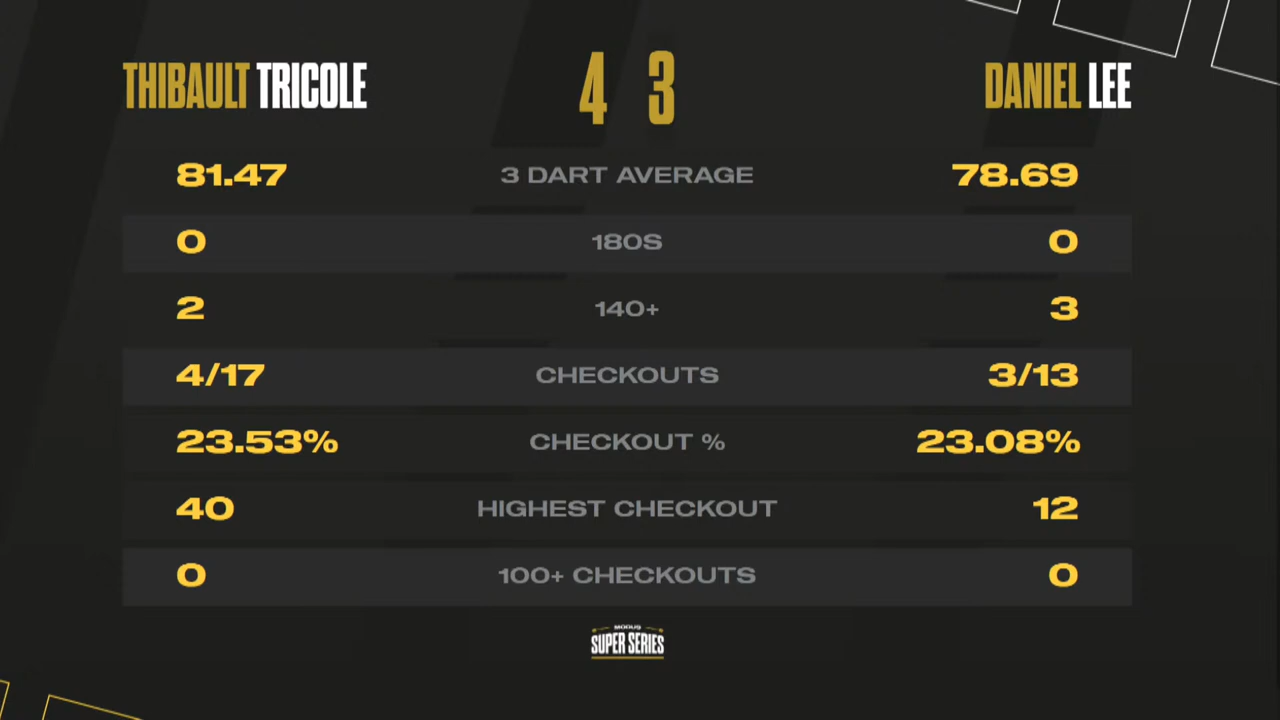 THIBAULT TRICOLE 4 3 DANIEL LEE
81.47 3 DART AVERAGE 78.69
0 180S 0
2 140+ 3
4/17 CHECKOUTS 3/13
23.53% CHECKOUT % 23.08%
40 HIGHEST CHECKOUT 12
0 100+ CHECKOUTS 0
MODUS
SUPER SERIES